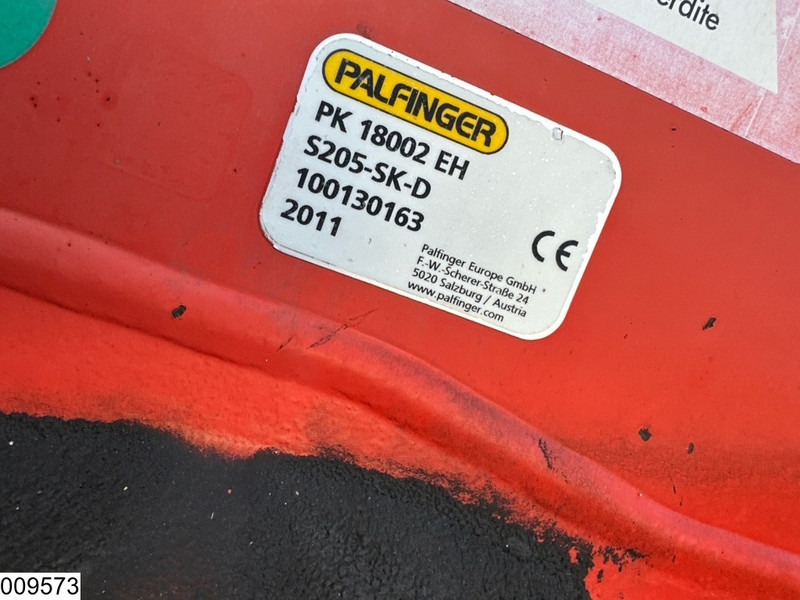 erdite
PALFINGER
PK 18002 EH
S205-SK-D
100130163
2011
CE
Palfinger Europe GmbH
F.-W.-Scherer-Straße 24
5020 Salzburg / Austria
www.palfinger.com
009573